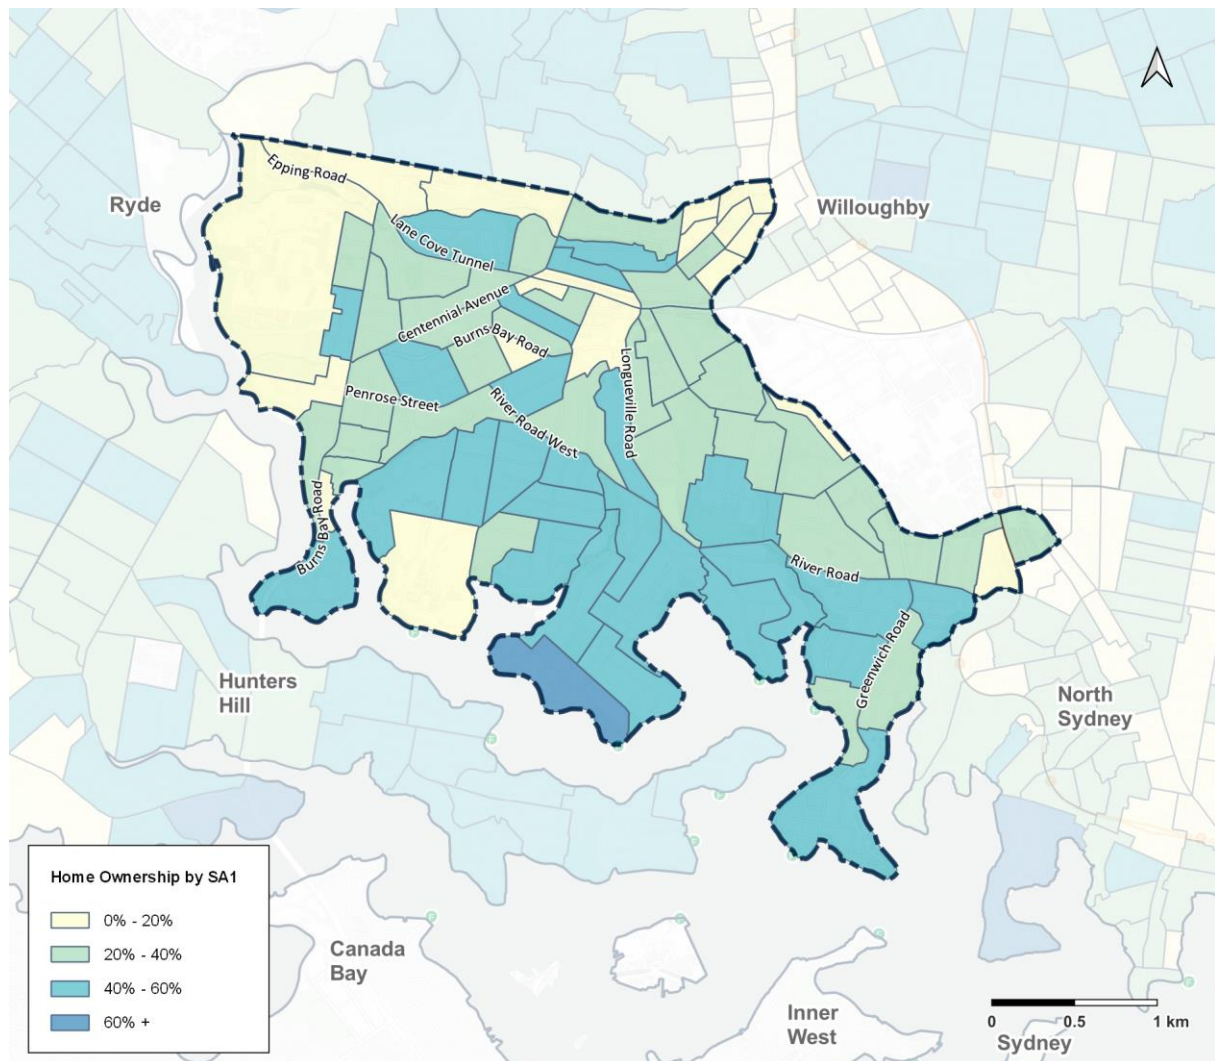 Epping Road
Ryde
Willoughby
Lane Cove Tunnel
Centennial Avenue
Burns Bay Road
Longueville Road
Penrose Street
River Road West
Burns Bay Road
River Road
Greenwich Road
Hunters
Hill
North
Sydney
Home Ownership by SA1
0% - 20%
20% - 40%
40% - 60%
60% +
Canada
Bay
Inner
West
0 0.5 1 km
Sydney